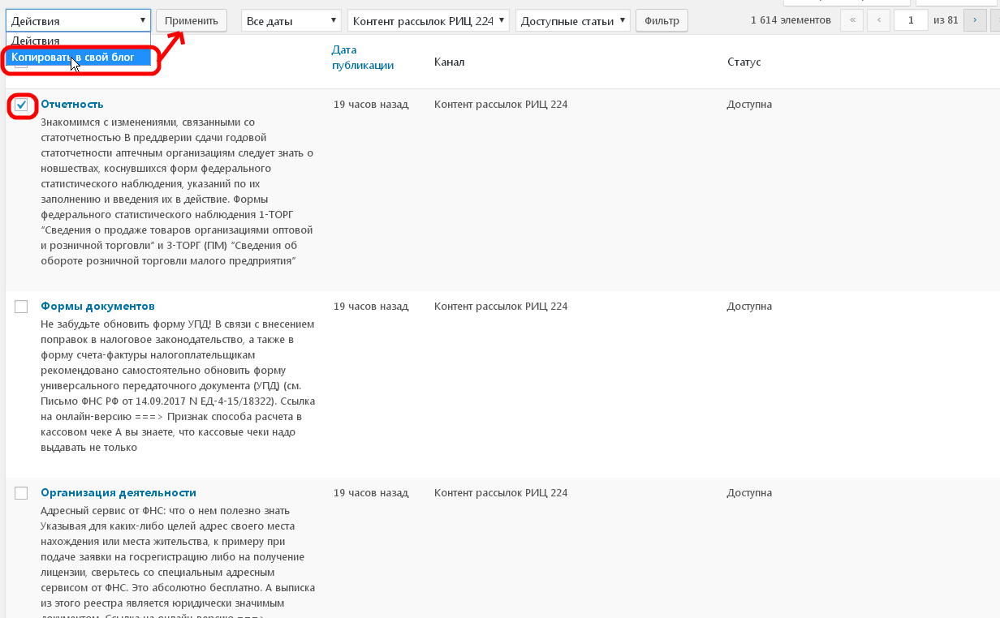 Действия
Применить
Все даты
Контент рассылок РИЦ 224
Доступные статьи
Фильтр
1 614 элементов
«
‹
1
из 81
›
Действия
Копировать в свой блог
Дата
публикации
Канал
Статус
Отчетность
19 часов назад
Контент рассылок РИЦ 224
Доступна
Знакомимся с изменениями, связанными со
статотчетностью В преддверии сдачи годовой
статотчетности аптечным организациям следует знать о
новшествах, коснувшихся форм федерального
статистического наблюдения, указаний по их
заполнению и введения их в действие. Формы
федерального статистического наблюдения 1-ТОРГ
“Сведения о продаже товаров организациями оптовой
и розничной торговли” и 3-ТОРГ (ПМ) “Сведения об
обороте розничной торговли малого предприятия”
Формы документов
19 часов назад
Контент рассылок РИЦ 224
Доступна
Не забудьте обновить форму УПД! В связи с внесением
поправок в налоговое законодательство, а также в
форму счета-фактуры налогоплательщикам
рекомендовано самостоятельно обновить форму
универсального передаточного документа (УПД) (см.
Письмо ФНС РФ от 14.09.2017 N ЕД-4-15/18322). Ссылка
на онлайн-версию ===> Признак способа расчета в
кассовом чеке А вы знаете, что кассовые чеки надо
выдавать не только
Организация деятельности
19 часов назад
Контент рассылок РИЦ 224
Доступна
Адресный сервис от ФНС: что о нем полезно знать
Указывая для каких-либо целей адрес своего места
нахождения или места жительства, к примеру при
подаче заявки на госрегистрацию либо на получение
лицензии, сверьтесь со специальным адресным
сервисом от ФНС. Это абсолютно бесплатно. А выписка
из этого реестра является юридически значимым
документом. Ссылка на онлайн-версию ===>